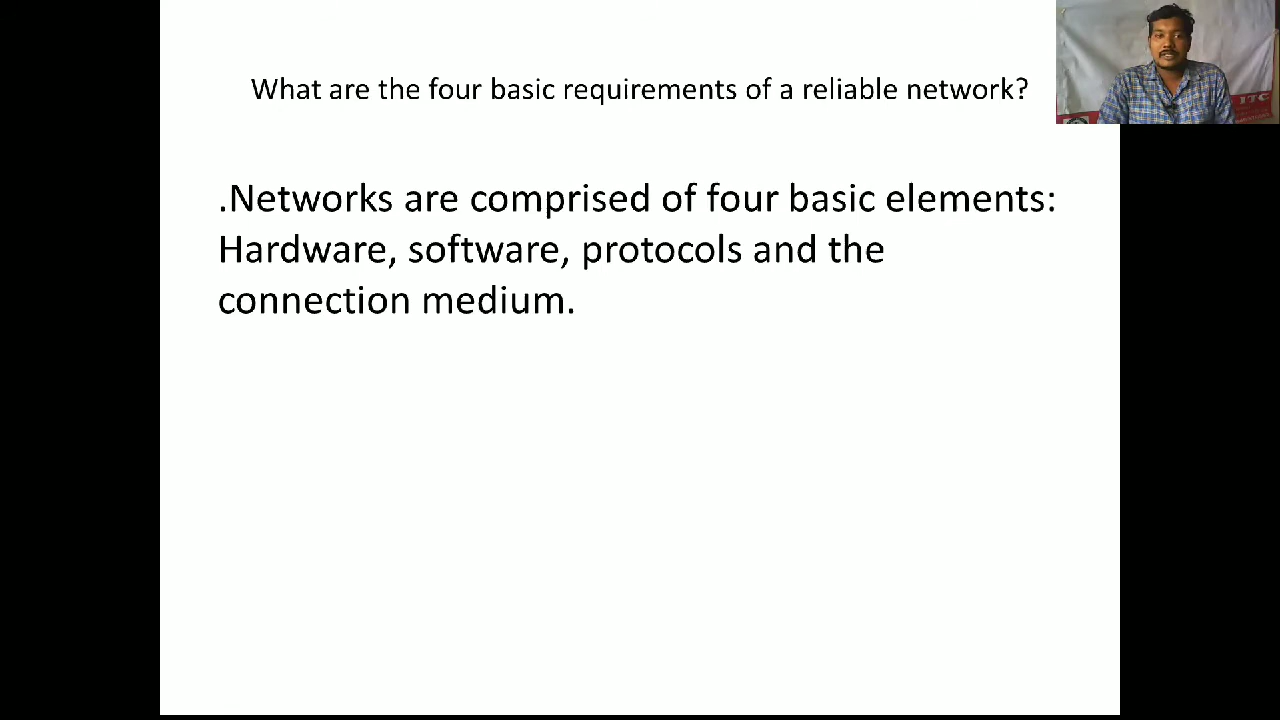 What are the four basic requirements of a reliable network?
.Networks are comprised of four basic elements:
Hardware, software, protocols and the
connection medium.
ITC